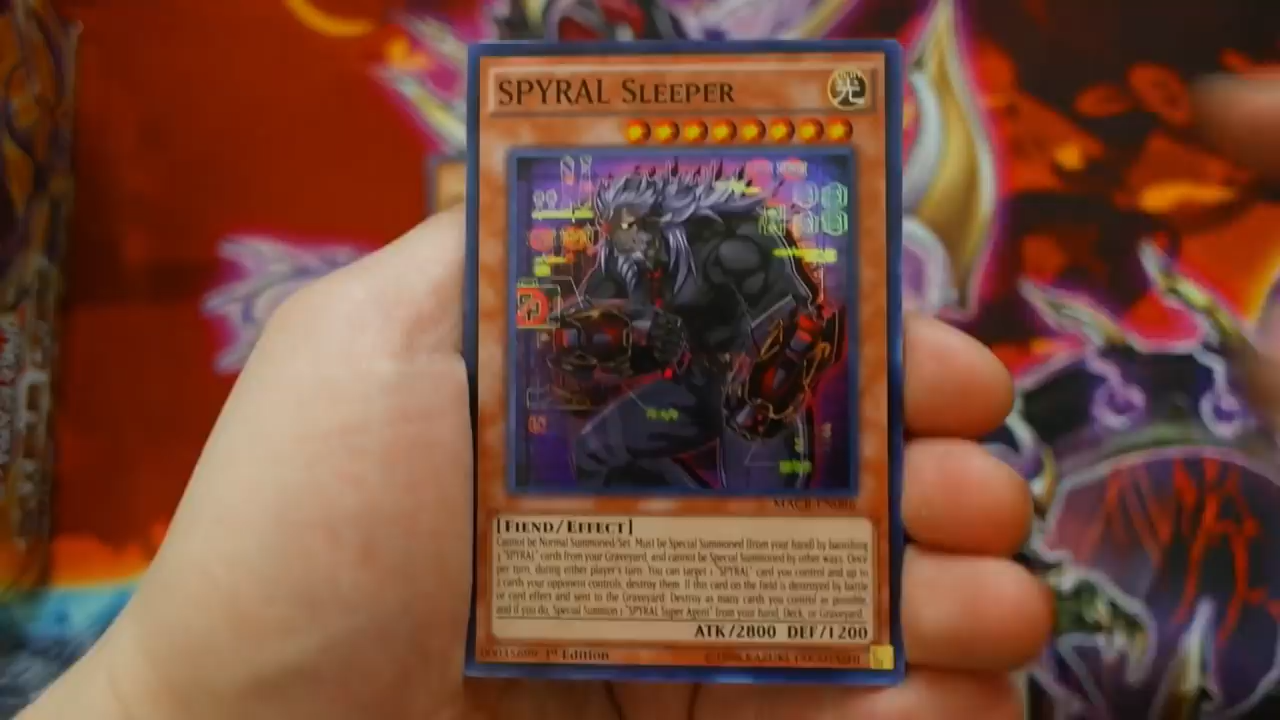 SPYRAL SLEEPER
光
[FIEND/EFFECT]
Cannot be Normal Summoned/Set. Must be Special Summoned (from your hand) by banishing
3 "SPYRAL" cards from your Graveyard, and cannot be Special Summoned by other ways. Once
per turn, during either player's turn: You can target 1 "SPYRAL" card you control and up to
2 cards your opponent controls; destroy them. If this card on the field is destroyed by battle
or card effect and sent to the Graveyard: Destroy as many cards you control as possible,
and if you do, Special Summon 1 "SPYRAL Super Agent" from your hand, Deck, or Graveyard.
ATK/2800 DEF/1200
1st Edition